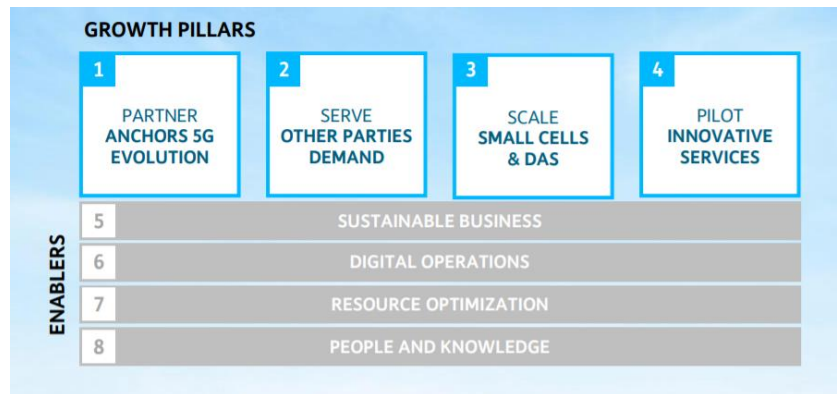 GROWTH PILLARS
1
PARTNER
ANCHORS 5G
EVOLUTION
2
SERVE
OTHER PARTIES
DEMAND
3
SCALE
SMALL CELLS
& DAS
4
PILOT
INNOVATIVE
SERVICES
ENABLERS
5 SUSTAINABLE BUSINESS
6 DIGITAL OPERATIONS
7 RESOURCE OPTIMIZATION
8 PEOPLE AND KNOWLEDGE